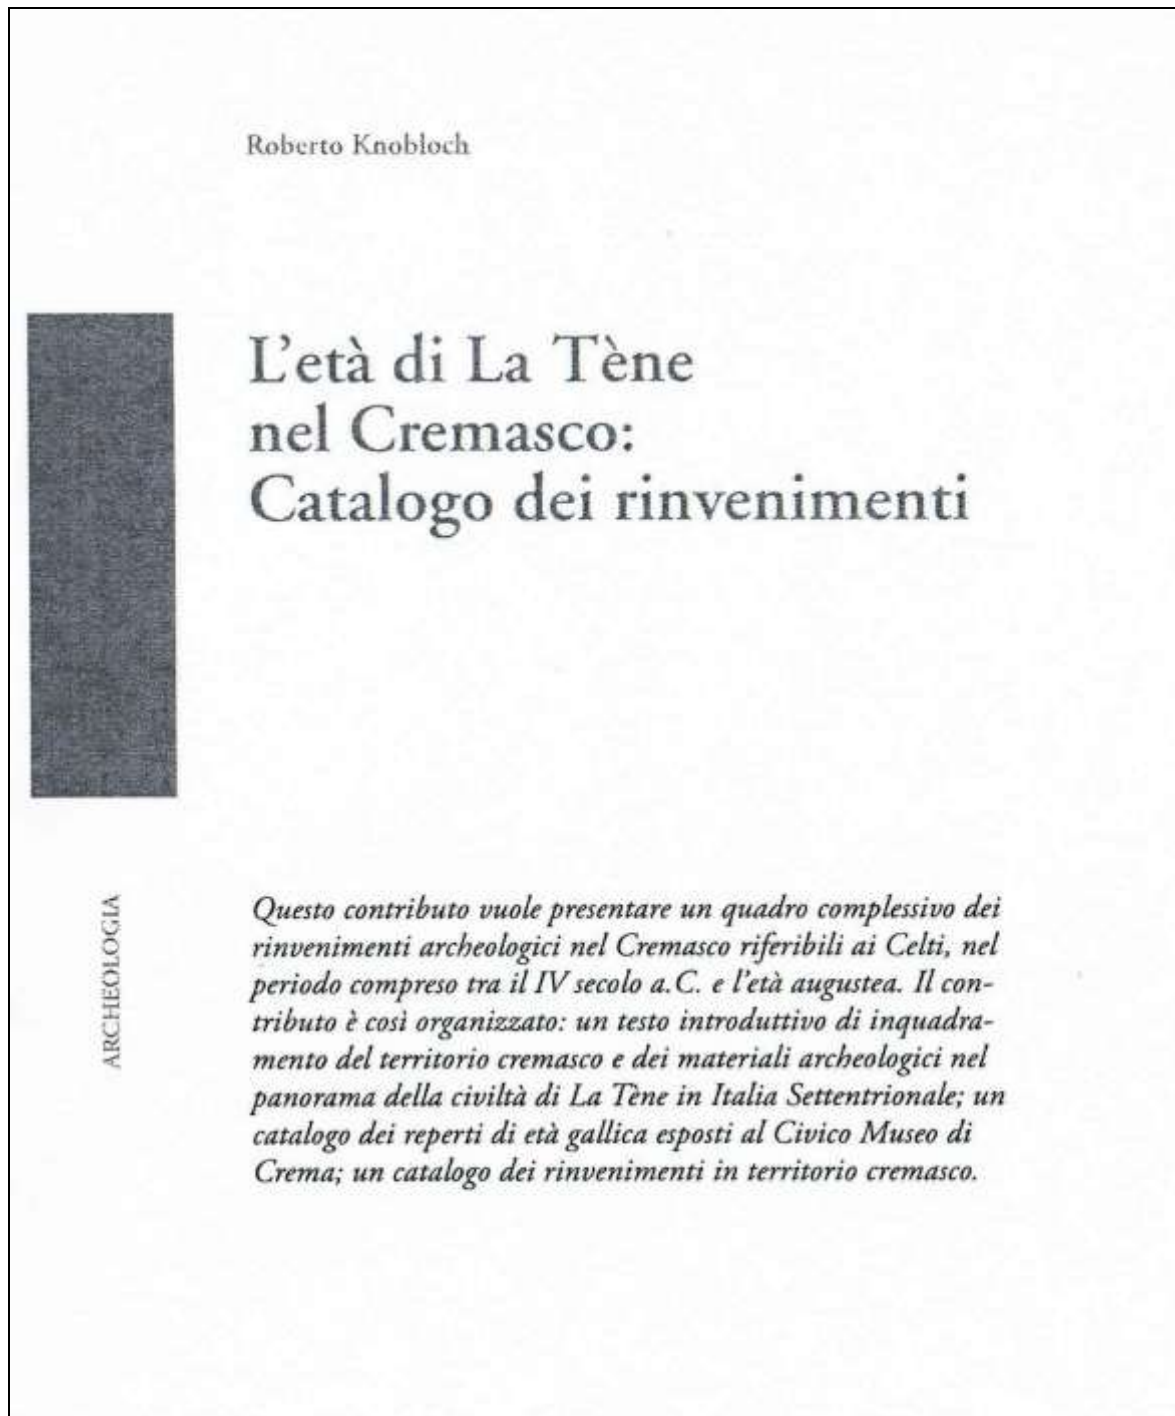 Roberto Knobloch
L'età di La Tène
nel Cremasco:
Catalogo dei rinvenimenti
ARCHEOLOGIA
Questo contributo vuole presentare un quadro complessivo dei
rinvenimenti archeologici nel Cremasco riferibili ai Celti, nel
periodo compreso tra il IV secolo a.C. e l'età augustea. Il con-
tributo è così organizzato: un testo introduttivo di inquadra-
mento del territorio cremasco e dei materiali archeologici nel
panorama della civiltà di La Tène in Italia Settentrionale; un
catalogo dei reperti di età gallica esposti al Civico Museo di
Crema; un catalogo dei rinvenimenti in territorio cremasco.